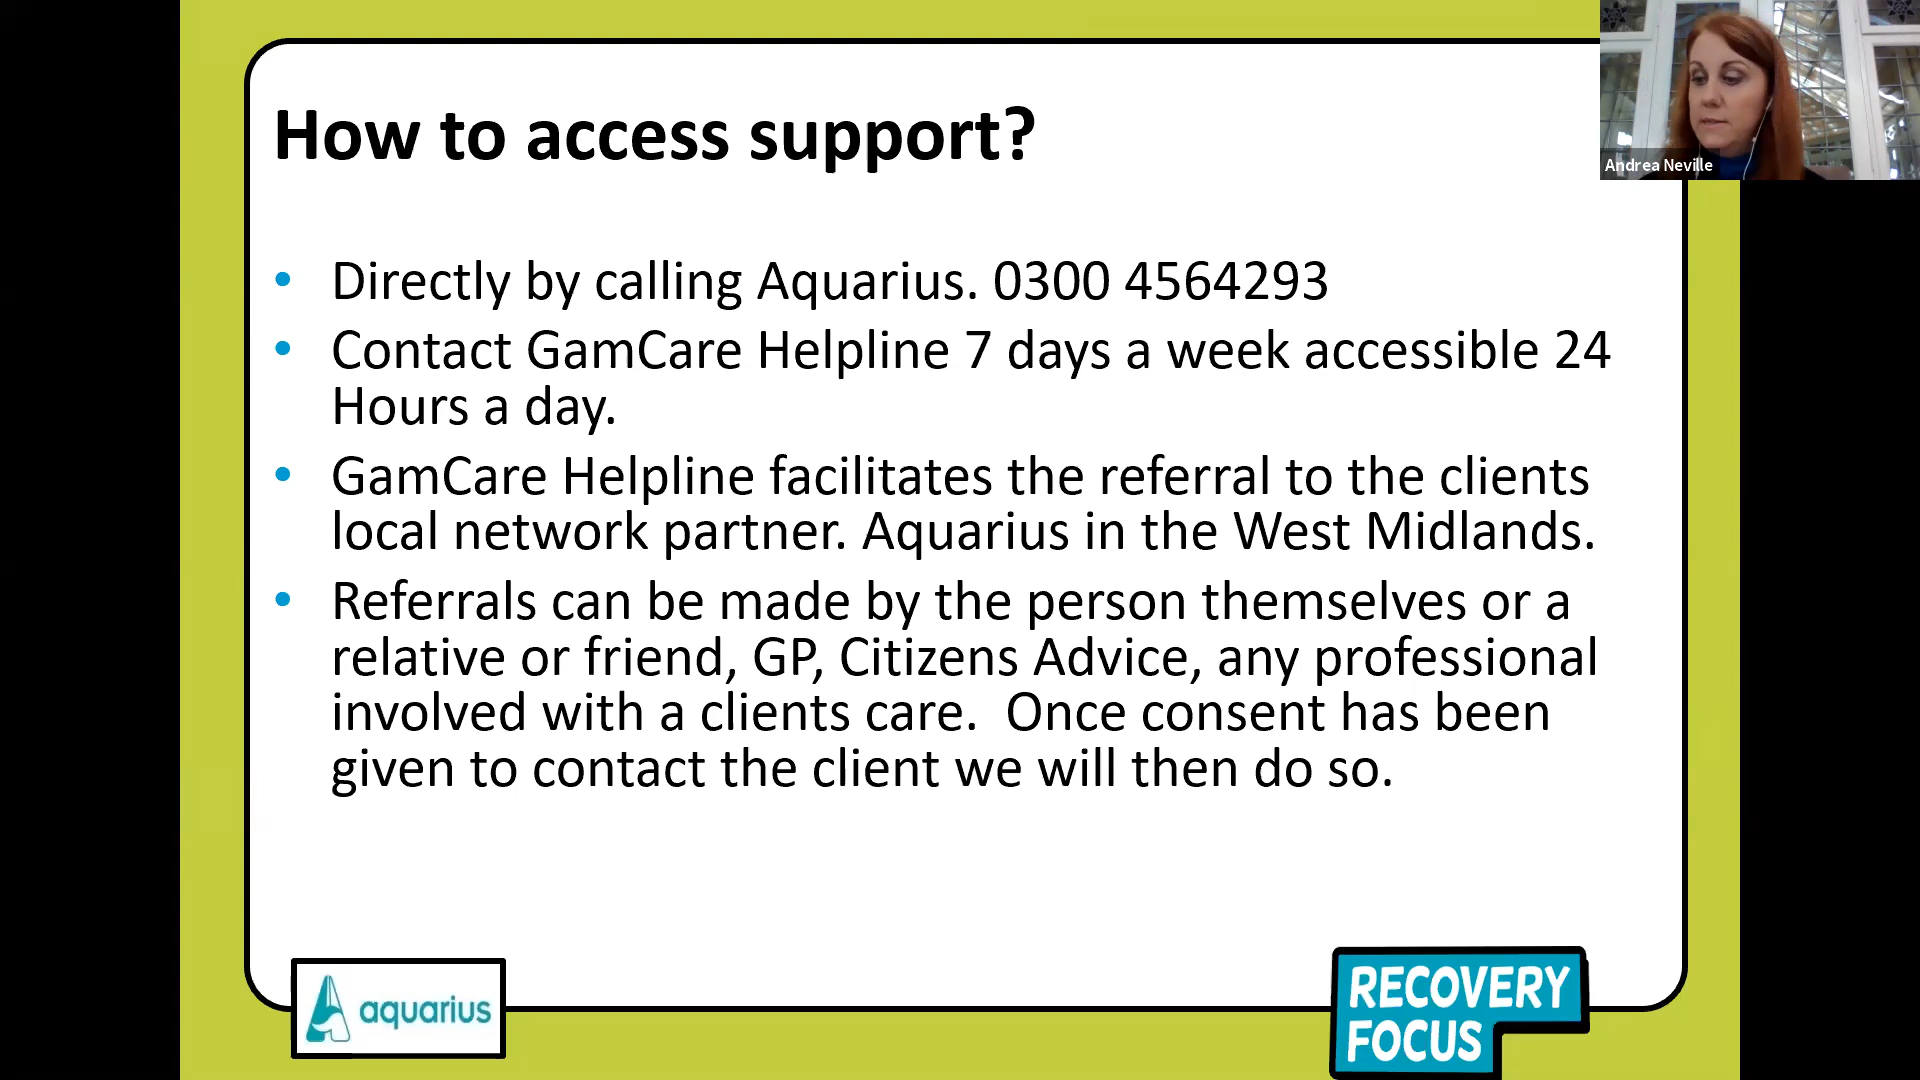 How to access support?
Andrea Neville
• Directly by calling Aquarius. 0300 4564293
• Contact GamCare Helpline 7 days a week accessible 24
Hours a day.
• GamCare Helpline facilitates the referral to the clients
local network partner. Aquarius in the West Midlands.
• Referrals can be made by the person themselves or a
relative or friend, GP, Citizens Advice, any professional
involved with a clients care.  Once consent has been
given to contact the client we will then do so.
aquarius
RECOVERY
FOCUS